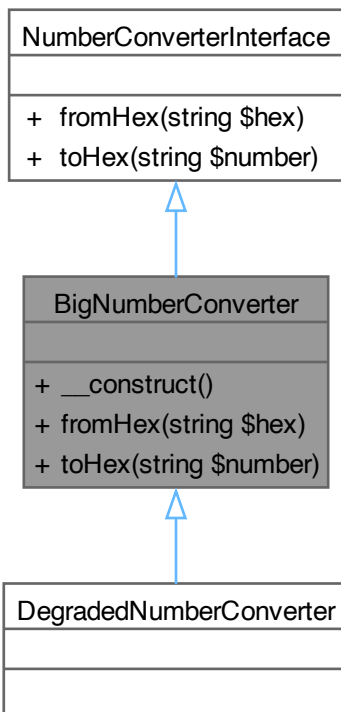 NumberConverterInterface
+ fromHex(string $hex)
+ toHex(string $number)
BigNumberConverter
+ __construct()
+ fromHex(string $hex)
+ toHex(string $number)
DegradedNumberConverter